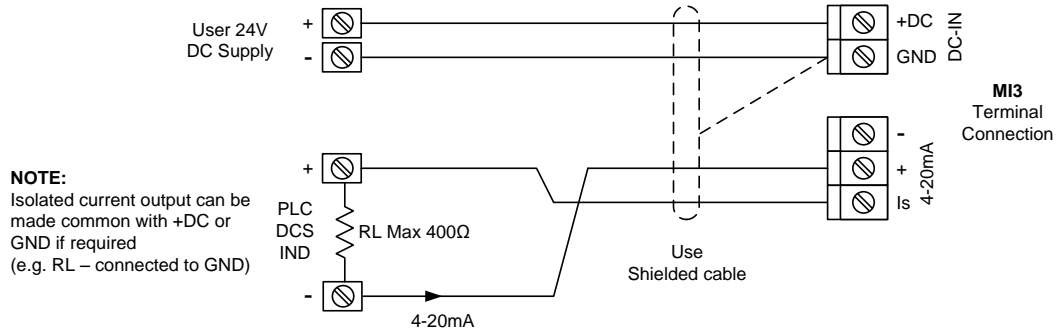 User 24V
DC Supply
+
-
+DC
GND
DC-IN
MI3
Terminal
Connection
-
+
Is
4-20mA
NOTE:
Isolated current output can be
made common with +DC or
GND if required
(e.g. RL – connected to GND)
+
PLC
DCS
IND
RL Max 400Ω
-
4-20mA
Use
Shielded cable